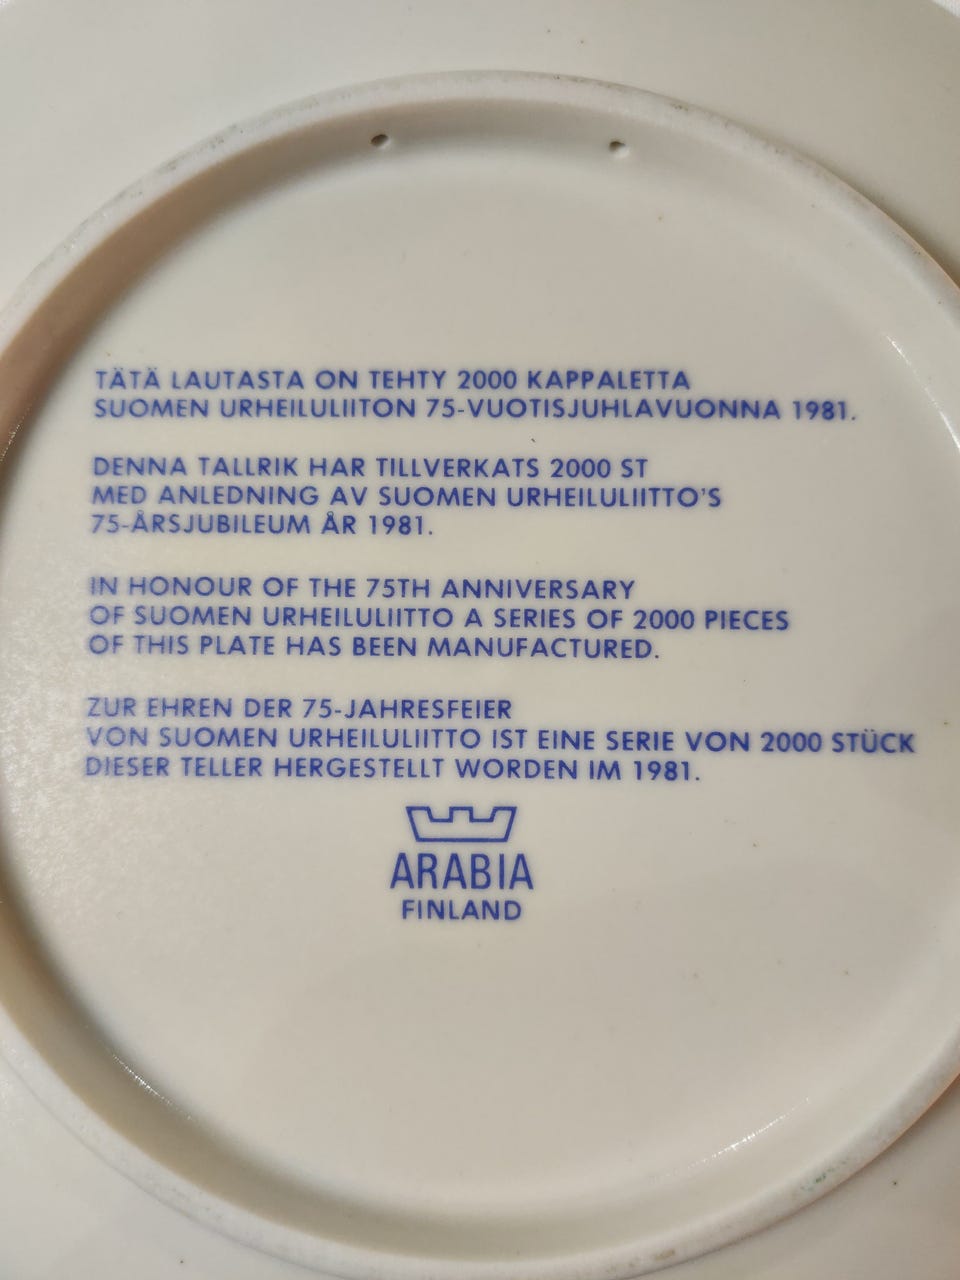 TÄTÄ LAUTASTA ON TEHTY 2000 KAPPALETTA
SUOMEN URHEILULIITON 75-VUOTISJUHLAVUONNA 1981.
DENNA TALLRIK HAR TILLVERKATS 2000 ST
MED ANLEDNING AV SUOMEN URHEILULIITTO'S
75-ÅRSJUBILEUM ÅR 1981.
IN HONOUR OF THE 75TH ANNIVERSARY
OF SUOMEN URHEILULIITTO A SERIES OF 2000 PIECES
OF THIS PLATE HAS BEEN MANUFACTURED.
ZUR EHREN DER 75-JAHRESFEIER
VON SUOMEN URHEILULIITTO IST EINE SERIE VON 2000 STÜCK
DIESER TELLER HERGESTELLT WORDEN IM 1981.
ARABIA
FINLAND